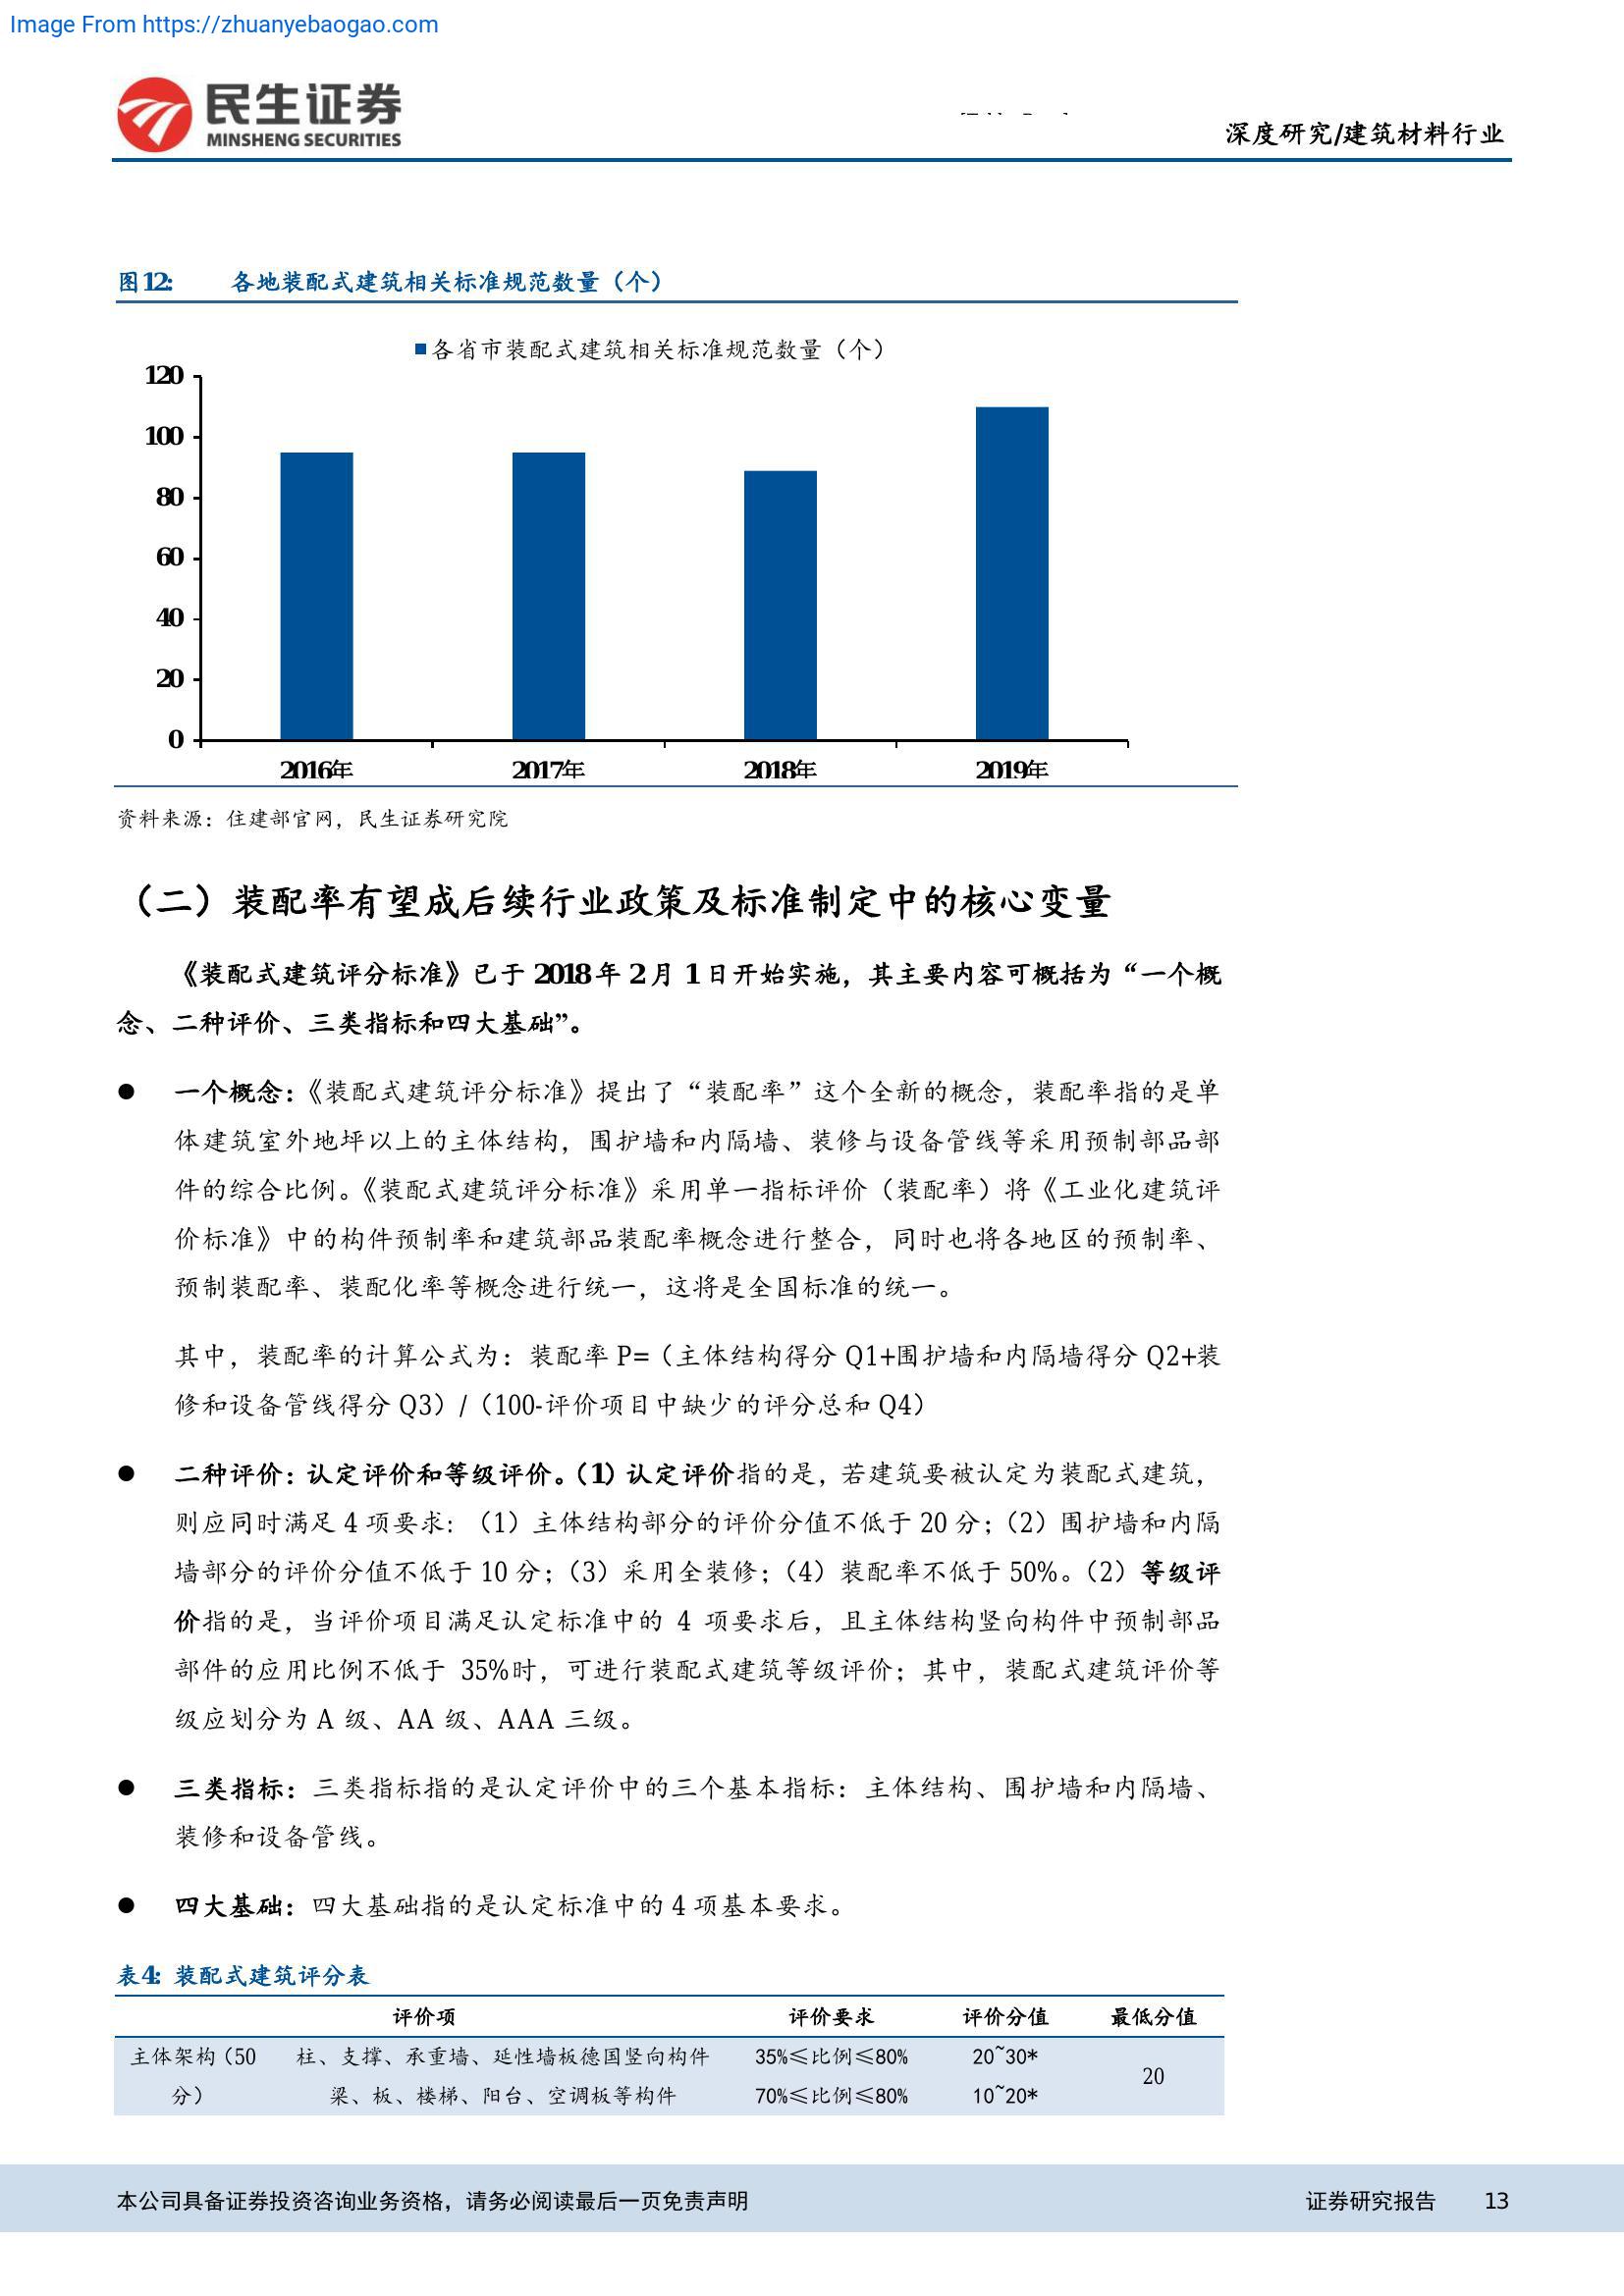 Image From https://zhuanyebaogao.com
民生证券
MINSHENG SECURITIES
深度研究/建筑材料行业
图12: 各地装配式建筑相关标准规范数量（个）
各省市装配式建筑相关标准规范数量（个）
120
100
80
60
40
20
0
2016年 2017年 2018年 2019年
资料来源：住建部官网，民生证券研究院
（二）装配率有望成后续行业政策及标准制定中的核心变量
《装配式建筑评分标准》已于 2018 年 2 月 1 日开始实施，其主要内容可概括为“一个概
念、二种评价、三类指标和四大基础”。
● 一个概念：《装配式建筑评分标准》提出了“装配率”这个全新的概念，装配率指的是单
体建筑室外地坪以上的主体结构，围护墙和内隔墙、装修与设备管线等采用预制部品部
件的综合比例。《装配式建筑评分标准》采用单一指标评价（装配率）将《工业化建筑评
价标准》中的构件预制率和建筑部品装配率概念进行整合，同时也将各地区的预制率、
预制装配率、装配化率等概念进行统一，这将是全国标准的统一。
其中，装配率的计算公式为：装配率 P=（主体结构得分 Q1+围护墙和内隔墙得分 Q2+装
修和设备管线得分 Q3）/（100-评价项目中缺少的评分总和 Q4）
● 二种评价：认定评价和等级评价。（1）认定评价指的是，若建筑要被认定为装配式建筑，
则应同时满足 4 项要求：（1）主体结构部分的评价分值不低于 20 分；（2）围护墙和内隔
墙部分的评价分值不低于 10 分；（3）采用全装修；（4）装配率不低于 50%。（2）等级评
价指的是，当评价项目满足认定标准中的 4 项要求后，且主体结构竖向构件中预制部品
部件的应用比例不低于 35%时，可进行装配式建筑等级评价；其中，装配式建筑评价等
级应划分为 A 级、AA 级、AAA 三级。
● 三类指标：三类指标指的是认定评价中的三个基本指标：主体结构、围护墙和内隔墙、
装修和设备管线。
● 四大基础：四大基础指的是认定标准中的 4 项基本要求。
表4: 装配式建筑评分表
评价项 评价要求 评价分值 最低分值
主体架构（50 柱、支撑、承重墙、延性墙板德国竖向构件 35%≤比例≤80% 20~30*
20
分） 梁、板、楼梯、阳台、空调板等构件 70%≤比例≤80% 10~20*
本公司具备证券投资咨询业务资格，请务必阅读最后一页免责声明 证券研究报告 13